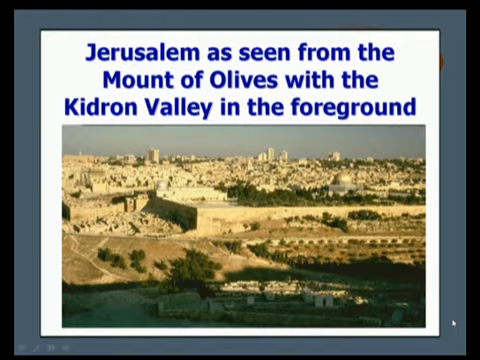 Jerusalem as seen from the
Mount of Olives with the
Kidron Valley in the foreground